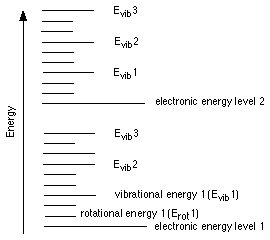 Evib3
Evib2
Evib1
electronic energy level 2
Energy
Evib3
Evib2
vibrational energy 1 (Evib1)
rotational energy 1 (Erot1)
electronic energy level 1